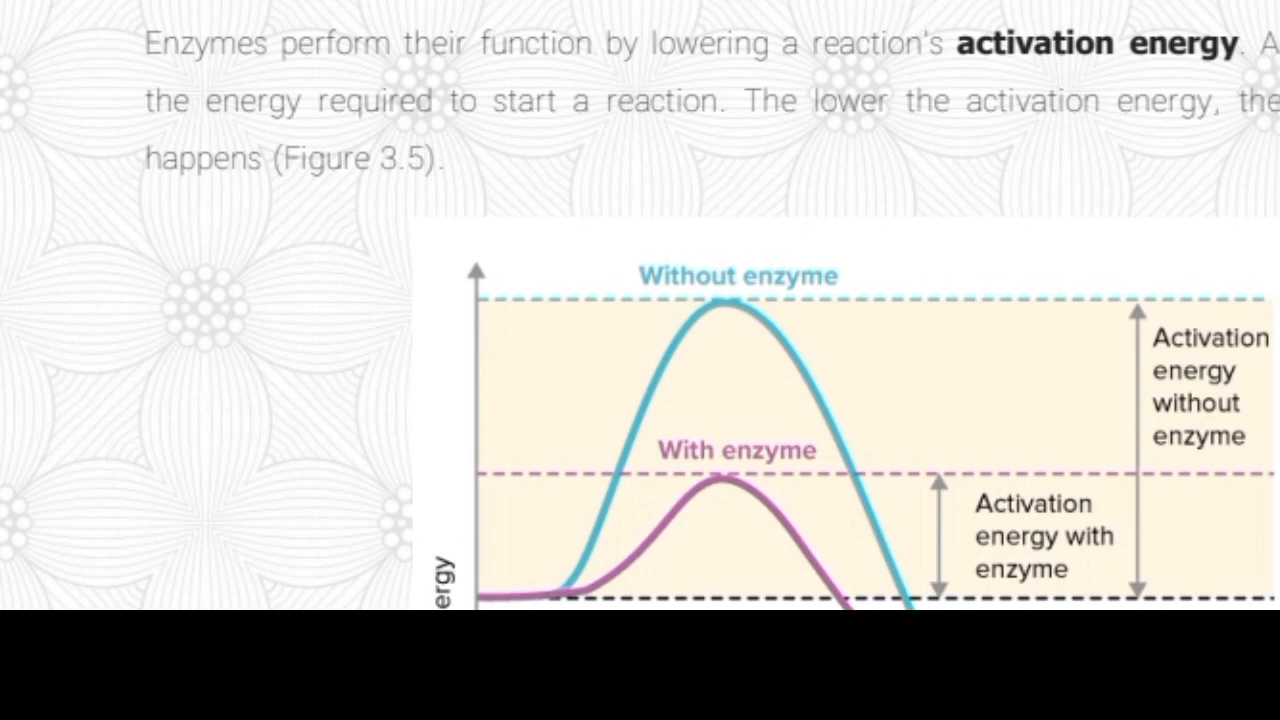 Enzymes perform their function by lowering a reaction's activation energy. A
the energy required to start a reaction. The lower the activation energy, the
happens (Figure 3.5).
Without enzyme
Activation
energy
without
enzyme
With enzyme
Activation
energy with
enzyme
ergy